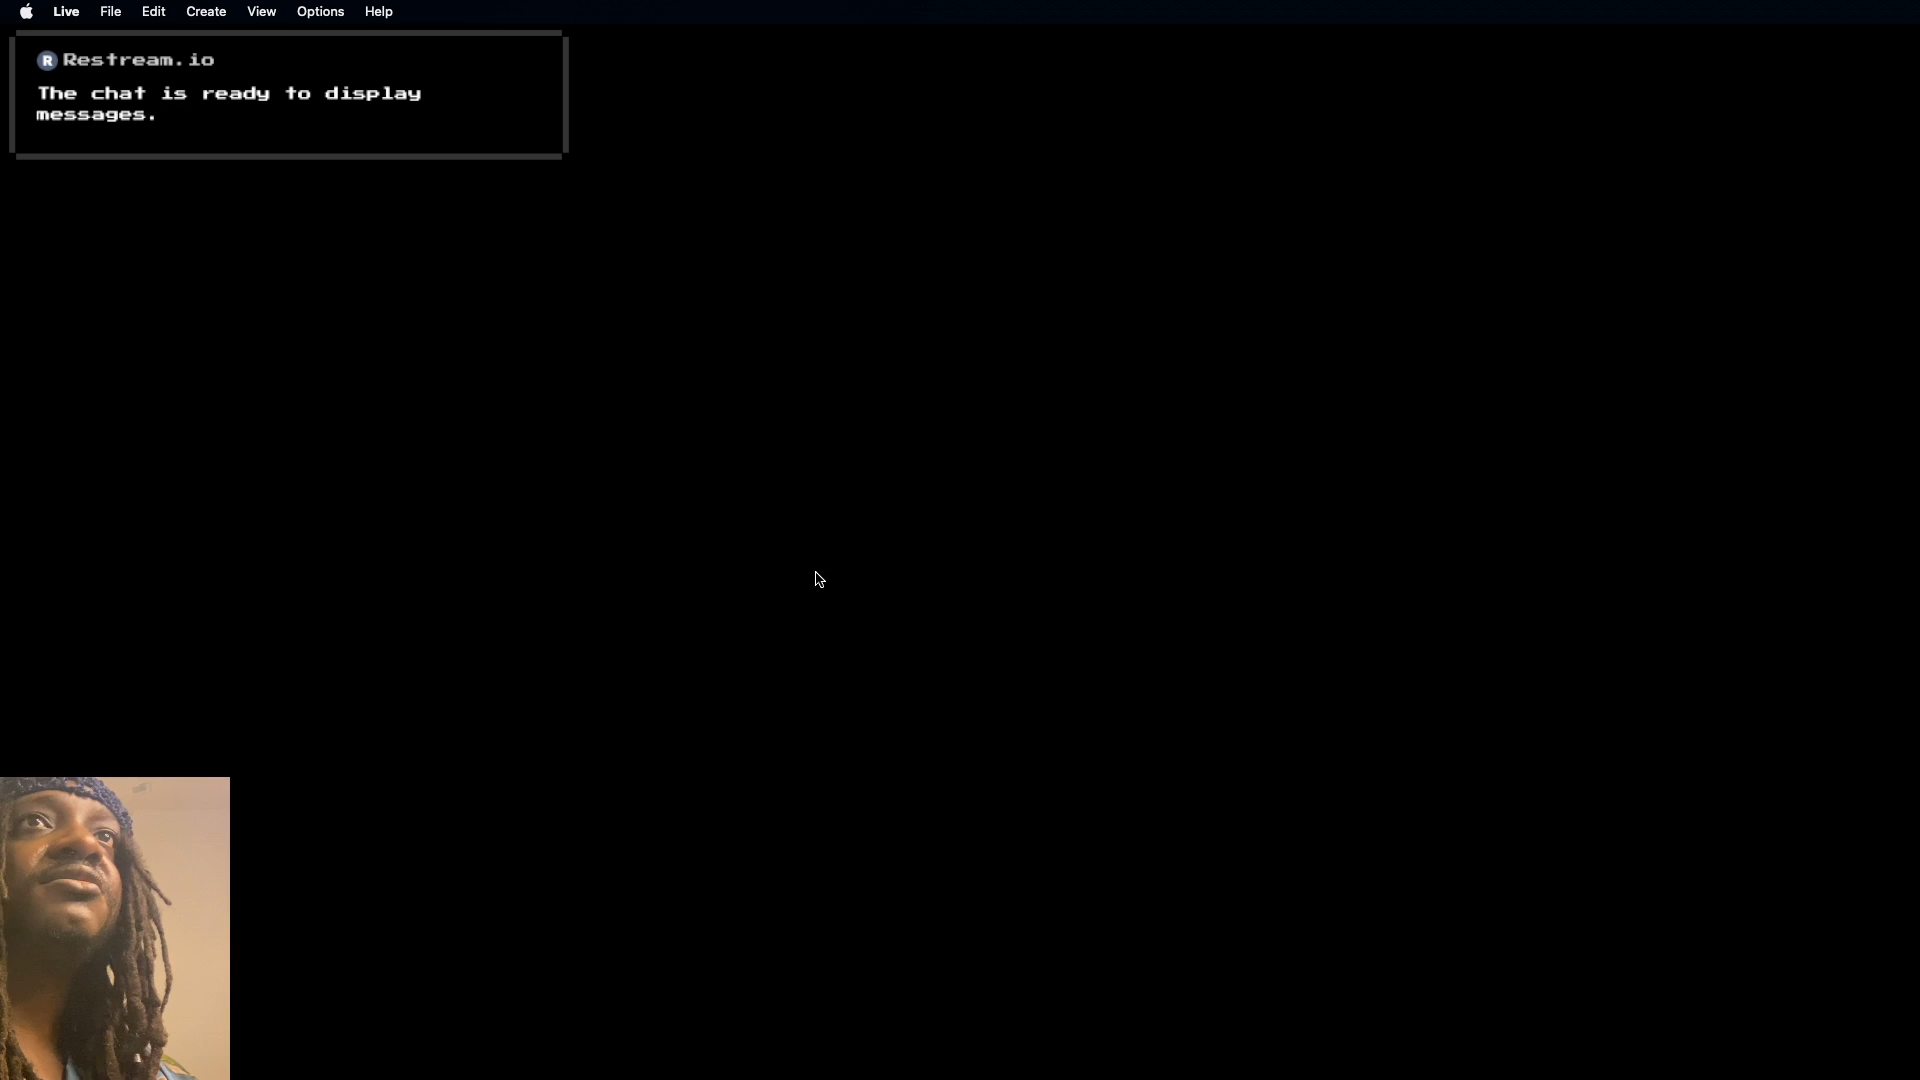 Live File Edit Create View Options Help
R Restream.io
The chat is ready to display
messages.